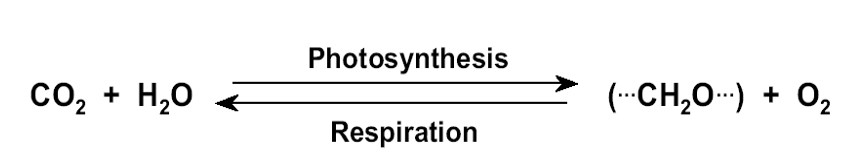 Photosynthesis
CO₂ + H₂O (···CH₂O···) + O₂
Respiration